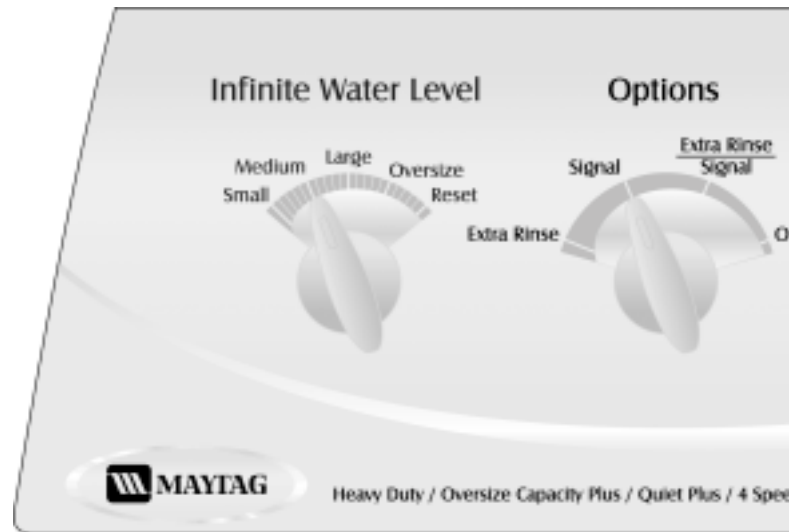 Infinite Water Level
Options
Small
Medium
Large
Oversize
Reset
Extra Rinse
Signal
Extra Rinse
Signal
O
MAYTAG
Heavy Duty / Oversize Capacity Plus / Quiet Plus / 4 Spee